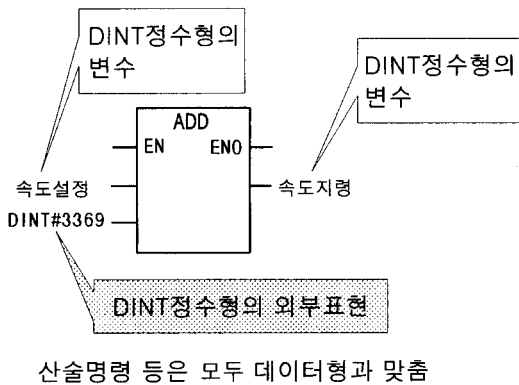 DINT정수형의
변수
DINT정수형의
변수
ADD
EN ENO
속도설정 속도지령
DINT#3369
DINT정수형의 외부표현
산술명령 등은 모두 데이터형과 맞춤